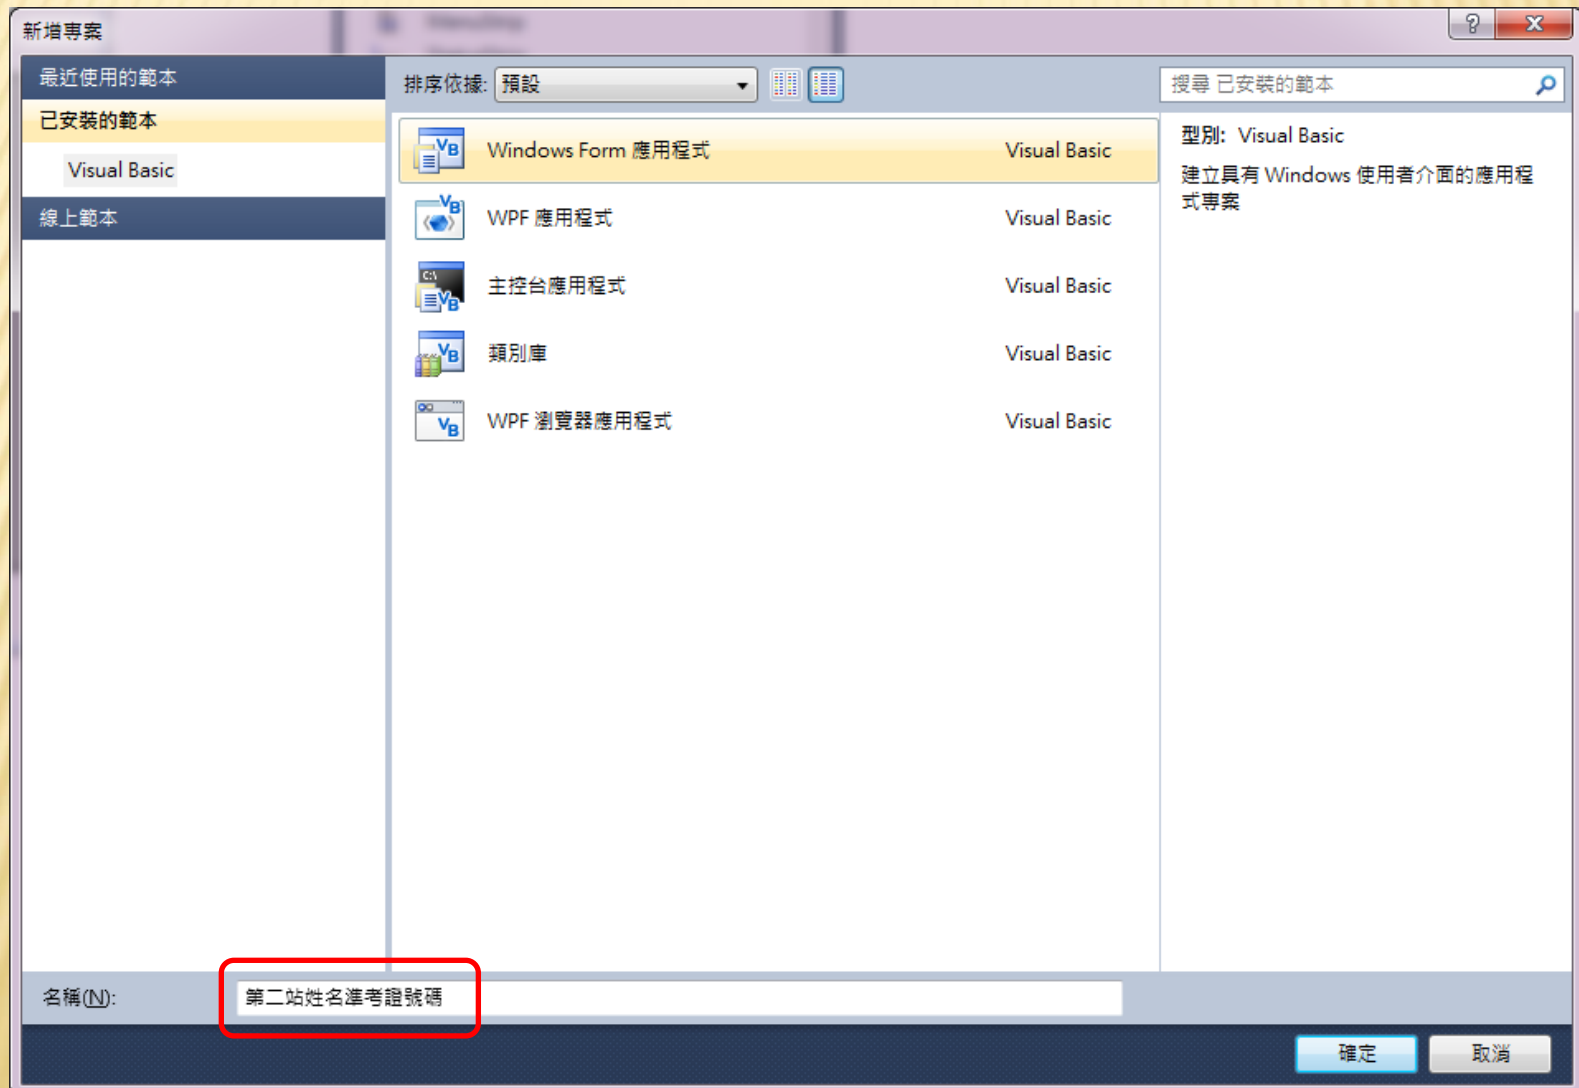 新增專案
最近使用的範本
已安裝的範本
Visual Basic
線上範本
排序依據: 預設
Windows Form 應用程式 Visual Basic
WPF 應用程式 Visual Basic
主控台應用程式 Visual Basic
類別庫 Visual Basic
WPF 瀏覽器應用程式 Visual Basic
搜尋 已安裝的範本
型別: Visual Basic
建立具有 Windows 使用者介面的應用程
式專案
名稱(N): 第二站姓名準考證號碼
確定 取消